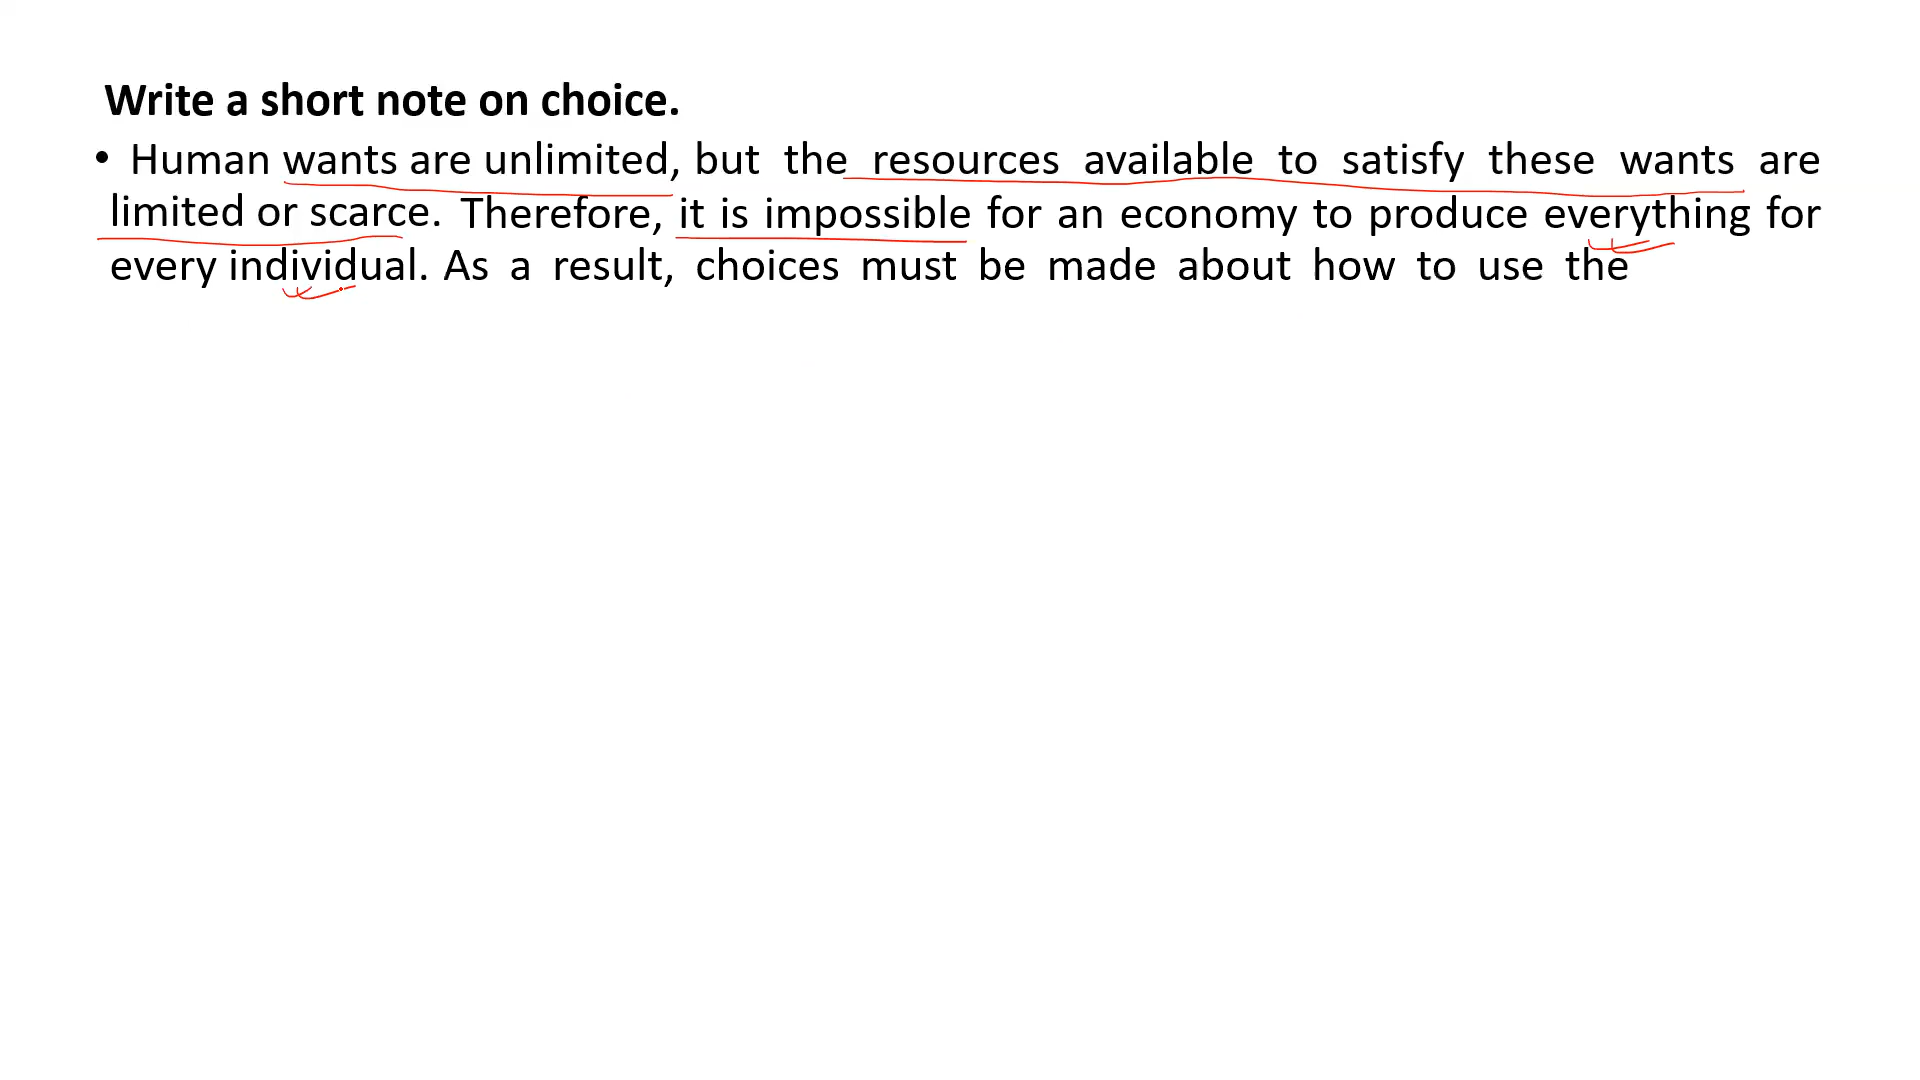 Write a short note on choice.
• Human wants are unlimited, but the resources available to satisfy these wants are
limited or scarce. Therefore, it is impossible for an economy to produce everything for
every individual. As a result, choices must be made about how to use the